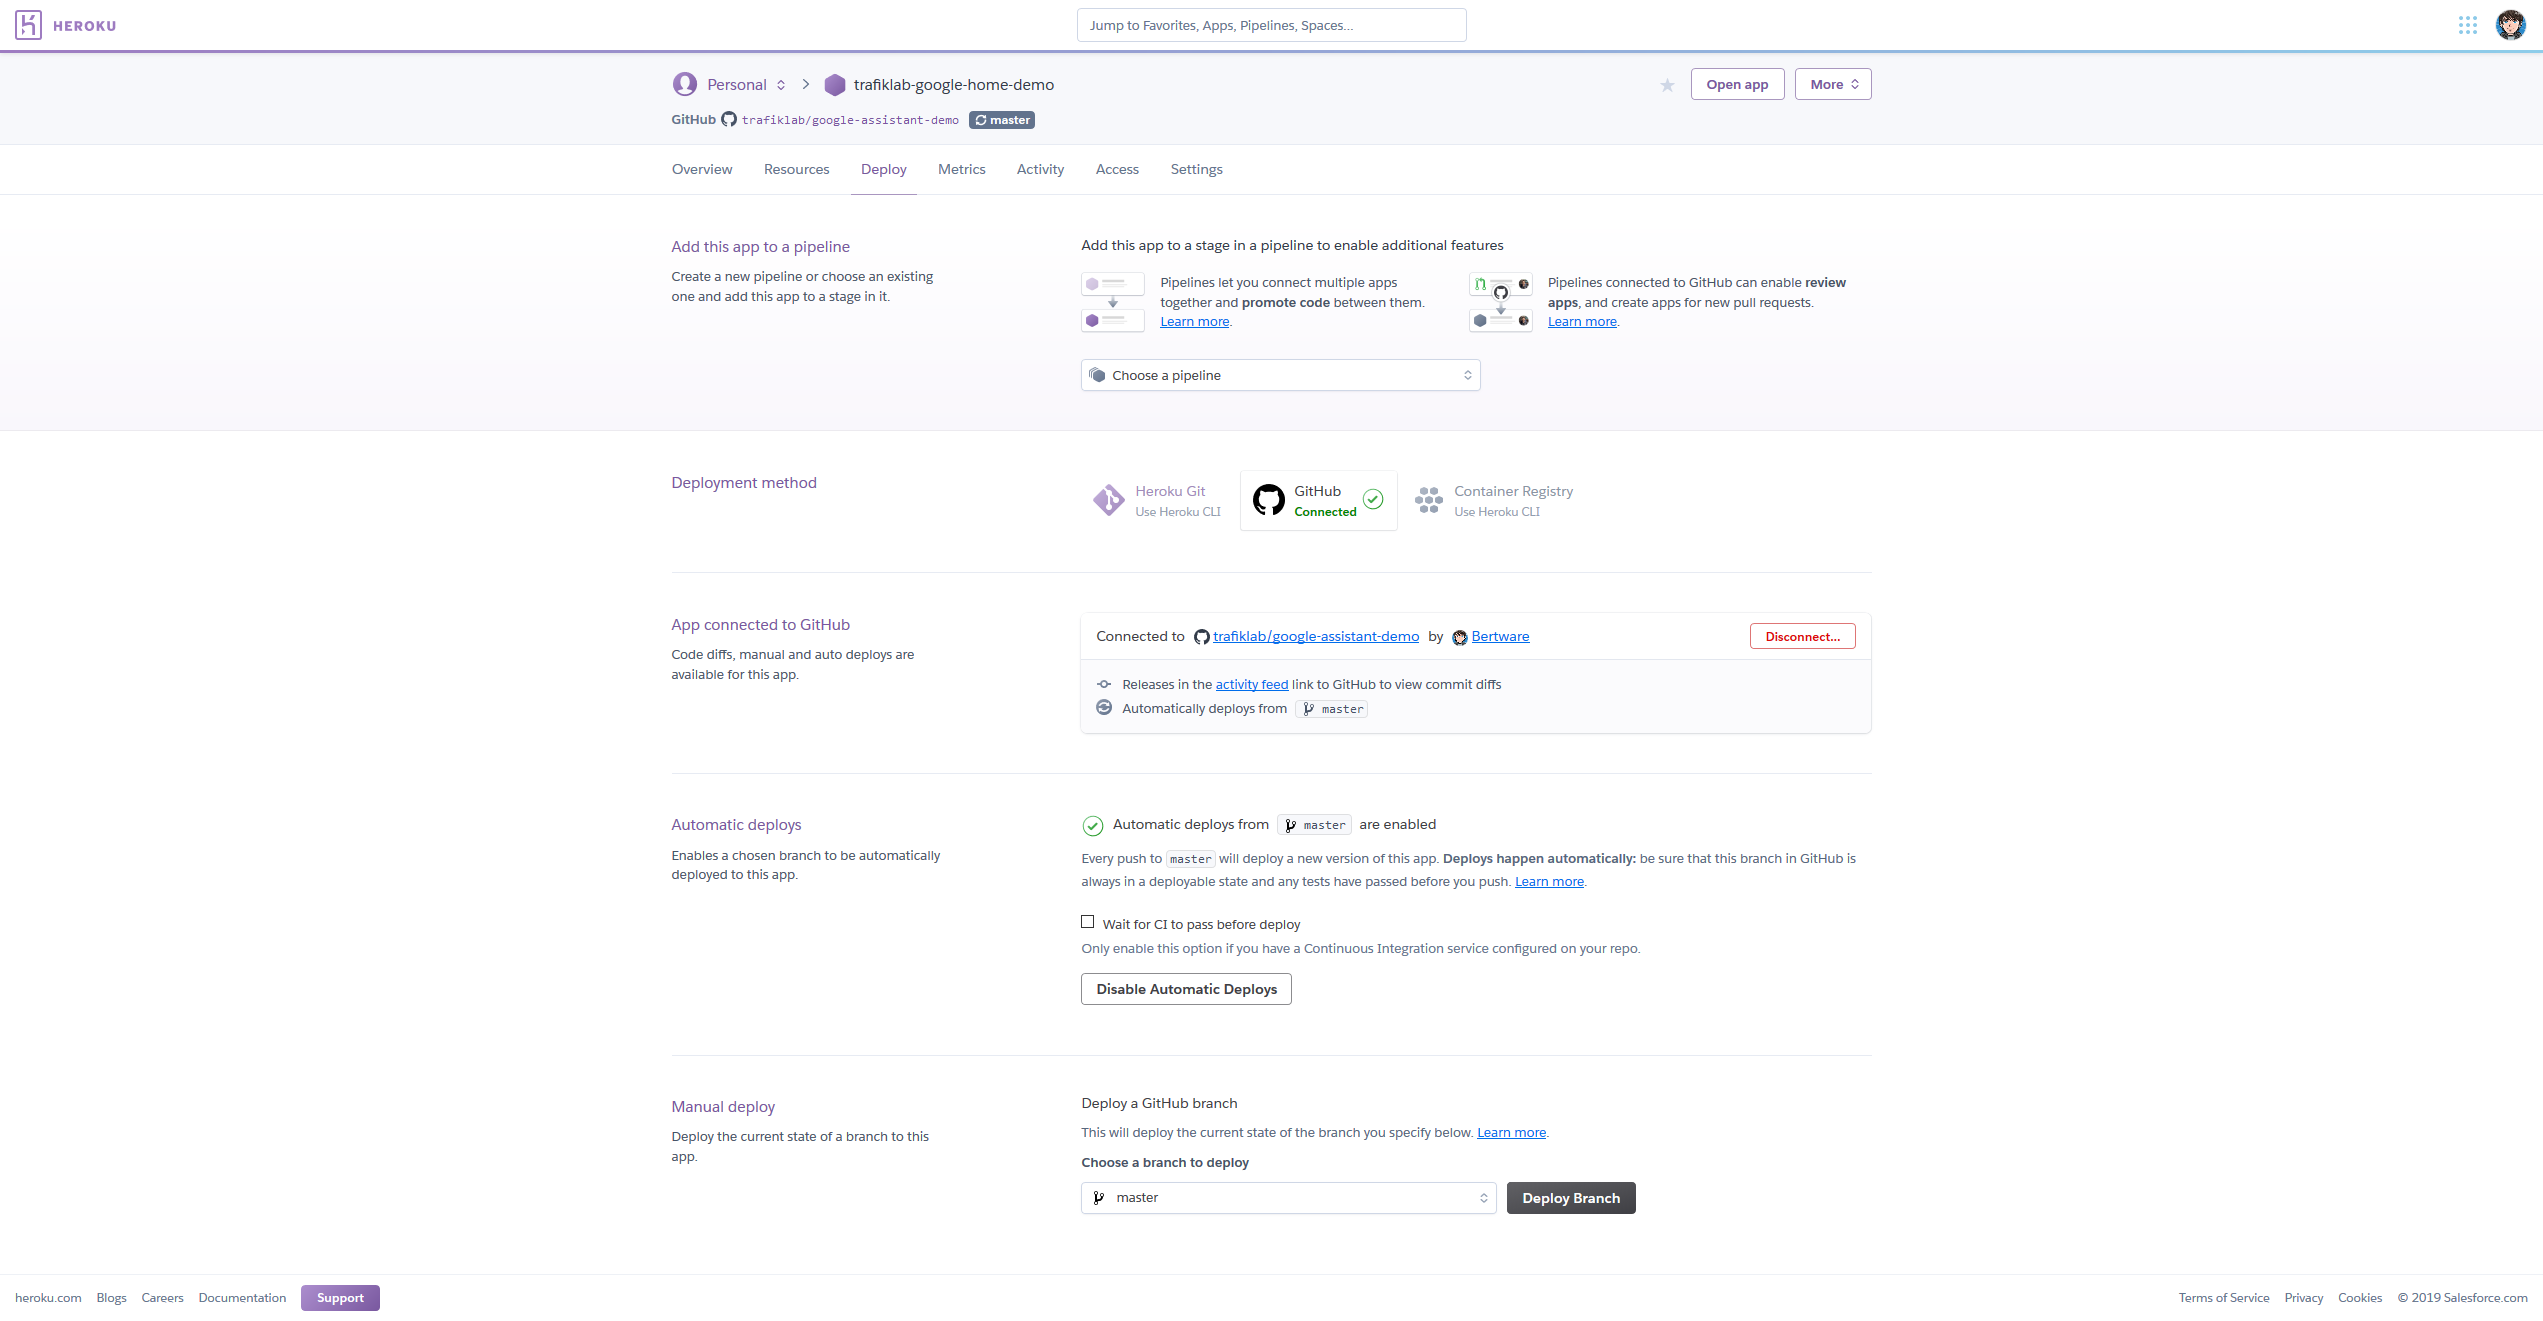 HEROKU
Jump to Favorites, Apps, Pipelines, Spaces...
Personal
trafiklab-google-home-demo
Open app
More
GitHub trafiklab/google-assistant-demo master
Overview Resources Deploy Metrics Activity Access Settings
Add this app to a pipeline
Create a new pipeline or choose an existing
one and add this app to a stage in it.
Add this app to a stage in a pipeline to enable additional features
Pipelines let you connect multiple apps
together and promote code between them.
Learn more.
Pipelines connected to GitHub can enable review
apps, and create apps for new pull requests.
Learn more.
Choose a pipeline
Deployment method
Heroku Git
Use Heroku CLI
GitHub
Connected
Container Registry
Use Heroku CLI
App connected to GitHub
Code diffs, manual and auto deploys are
available for this app.
Connected to trafiklab/google-assistant-demo by Bertware
Disconnect...
Releases in the activity feed link to GitHub to view commit diffs
Automatically deploys from master
Automatic deploys
Enables a chosen branch to be automatically
deployed to this app.
Automatic deploys from master are enabled
Every push to master will deploy a new version of this app. Deploys happen automatically: be sure that this branch in GitHub is
always in a deployable state and any tests have passed before you push. Learn more.
Wait for CI to pass before deploy
Only enable this option if you have a Continuous Integration service configured on your repo.
Disable Automatic Deploys
Manual deploy
Deploy the current state of a branch to this
app.
Deploy a GitHub branch
This will deploy the current state of the branch you specify below. Learn more.
Choose a branch to deploy
master
Deploy Branch
heroku.com Blogs Careers Documentation Support
Terms of Service Privacy Cookies © 2019 Salesforce.com